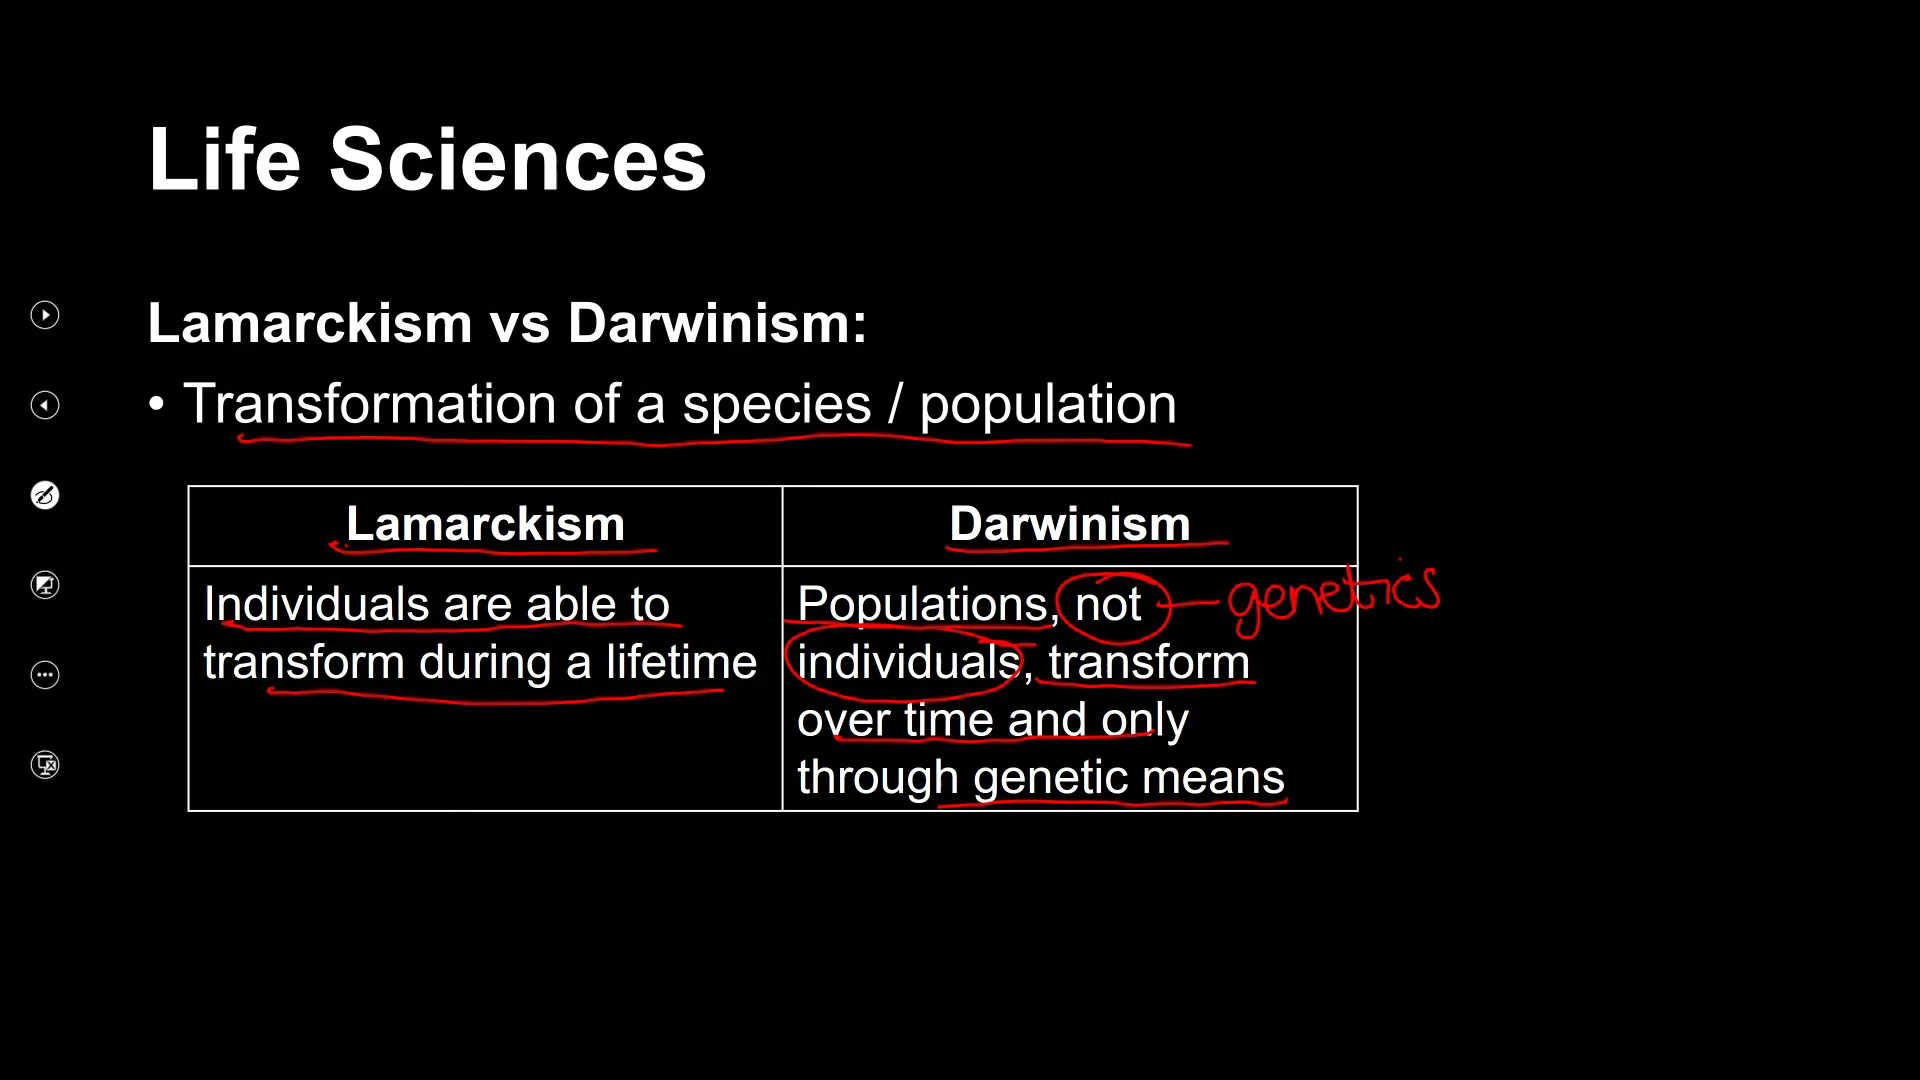 Life Sciences
Lamarckism vs Darwinism:
• Transformation of a species / population
Lamarckism
Darwinism
Individuals are able to
transform during a lifetime
Populations, not
individuals, transform
over time and only
through genetic means
genetics